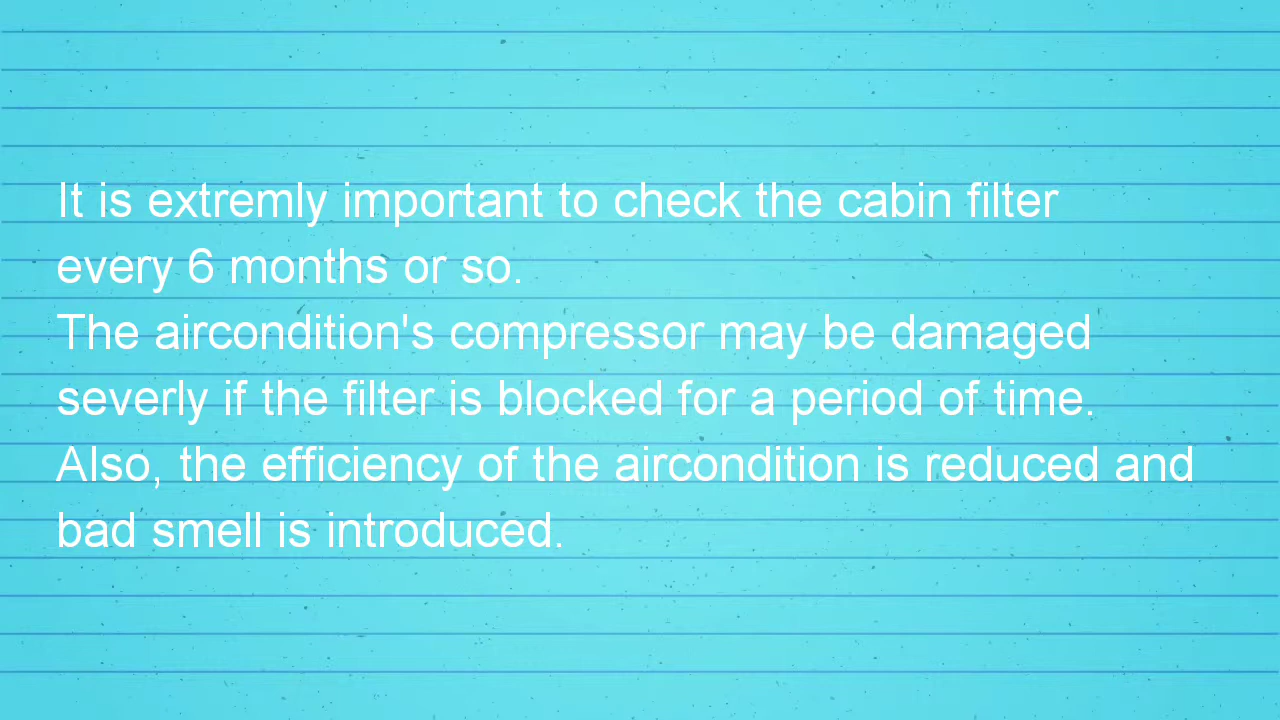 It is extremly important to check the cabin filter
every 6 months or so.
The aircondition's compressor may be damaged
severly if the filter is blocked for a period of time.
Also, the efficiency of the aircondition is reduced and
bad smell is introduced.